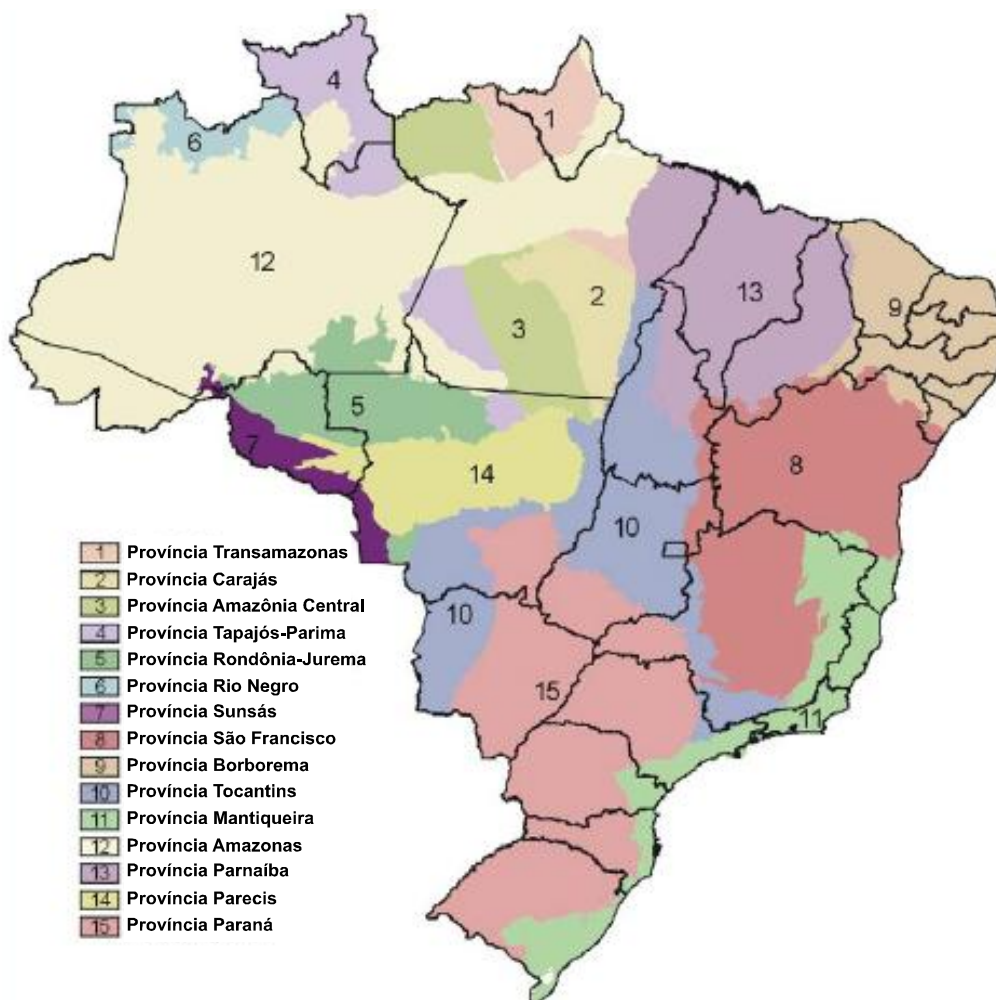 4
1
6
12
2
13
9
3
5
7
14
8
10
10
15
11
1 Província Transamazonas
2 Província Carajás
3 Província Amazônia Central
4 Província Tapajós-Parima
5 Província Rondônia-Jurema
6 Província Rio Negro
7 Província Sunsás
8 Província São Francisco
9 Província Borborema
10 Província Tocantins
11 Província Mantiqueira
12 Província Amazonas
13 Província Parnaíba
14 Província Parecis
15 Província Paraná